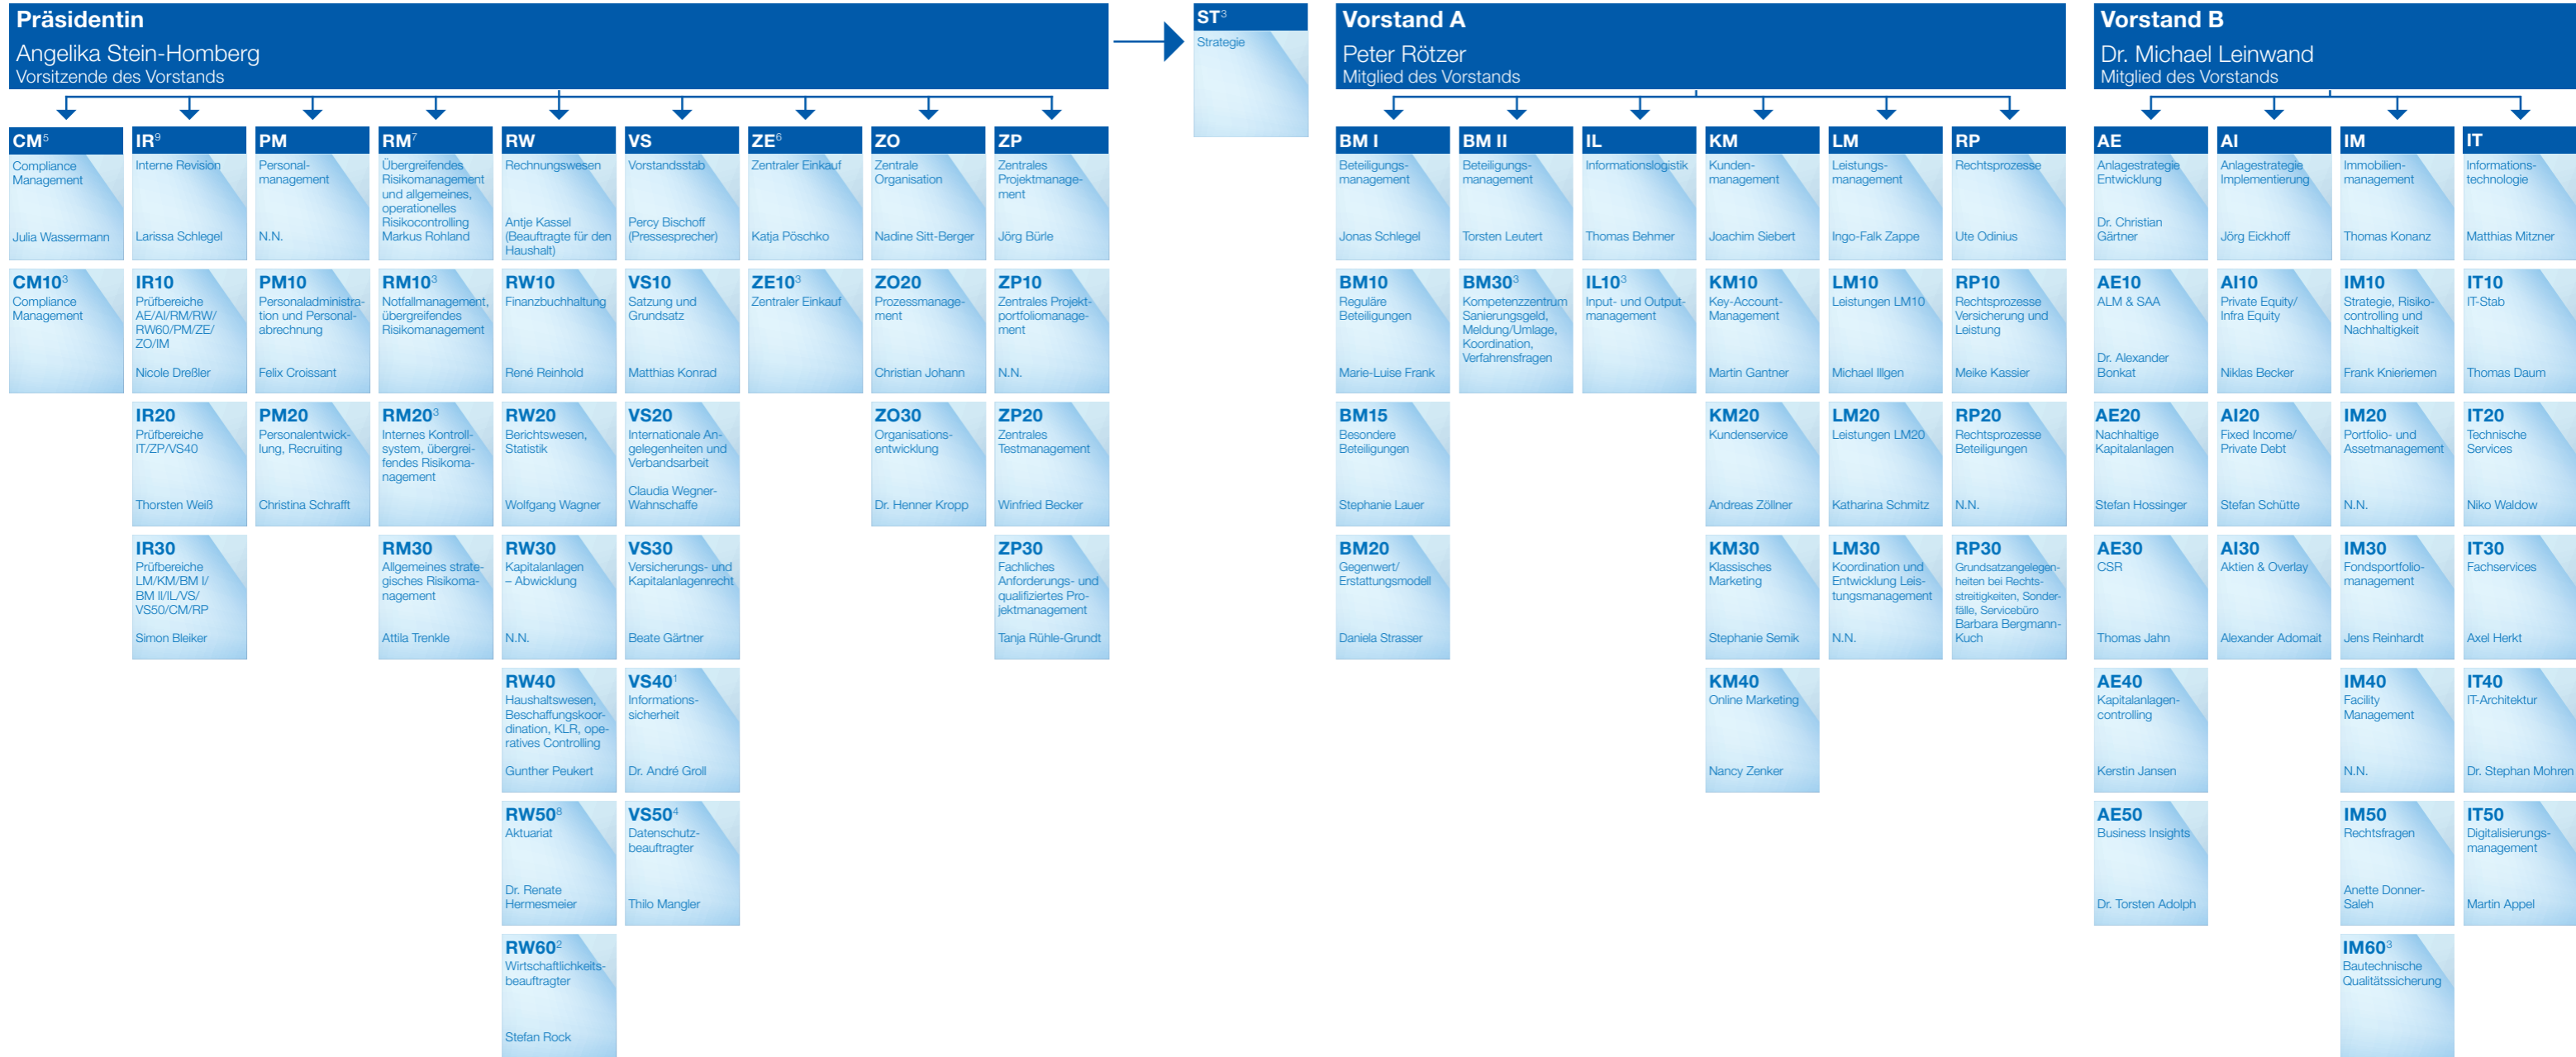 Präsidentin
Angelika Stein-Homberg
Vorsitzende des Vorstands
ST³
Strategie
Vorstand A
Peter Rötzer
Mitglied des Vorstands
Vorstand B
Dr. Michael Leinwand
Mitglied des Vorstands
CM⁵
Compliance
Management
Julia Wassermann
IR⁹
Interne Revision
Larissa Schlegel
PM
Personal-
management
N.N.
RM⁷
Übergreifendes
Risikomanagement
und allgemeines,
operationelles
Risikocontrolling
Markus Rohland
RW
Rechnungswesen
Antje Kassel
(Beauftragte für den
Haushalt)
VS
Vorstandsstab
Percy Bischoff
(Pressesprecher)
ZE⁶
Zentraler Einkauf
Katja Pöschko
ZO
Zentrale
Organisation
Nadine Sitt-Berger
ZP
Zentrales
Projektmanage-
ment
Jörg Bürle
BM I
Beteiligungs-
management
Jonas Schlegel
BM II
Beteiligungs-
management
Torsten Leutert
IL
Informationslogistik
Thomas Behmer
KM
Kunden-
management
Joachim Siebert
LM
Leistungs-
management
Ingo-Falk Zappe
RP
Rechtsprozesse
Ute Odinius
AE
Anlagestrategie
Entwicklung
Dr. Christian
Gärtner
AI
Anlagestrategie
Implementierung
Jörg Eickhoff
IM
Immobilien-
management
Thomas Konanz
IT
Informations-
technologie
Matthias Mitzner
CM10³
Compliance
Management
IR10
Prüfbereiche
AE/AI/RM/RW/
RW60/PM/ZE/
ZO/IM
Nicole Dreßler
PM10
Personaladministra-
tion und Personal-
abrechnung
Felix Croissant
RM10³
Notfallmanagement,
übergreifendes
Risikomanagement
RW10
Finanzbuchhaltung
René Reinhold
VS10
Satzung und
Grundsatz
Matthias Konrad
ZE10³
Zentraler Einkauf
ZO20
Prozessmanage-
ment
Christian Johann
ZP10
Zentrales Projekt-
portfoliomanage-
ment
N.N.
BM10
Reguläre
Beteiligungen
Marie-Luise Frank
BM30³
Kompetenzzentrum
Sanierungsgeld,
Meldung/Umlage,
Koordination,
Verfahrensfragen
IL10³
Input- und Output-
management
KM10
Key-Account-
Management
Martin Gantner
LM10
Leistungen LM10
Michael Illgen
RP10
Rechtsprozesse
Versicherung und
Leistung
Meike Kassier
AE10
ALM & SAA
Dr. Alexander
Bonkat
AI10
Private Equity/
Infra Equity
Niklas Becker
IM10
Strategie, Risiko-
controlling und
Nachhaltigkeit
Frank Knieriemen
IT10
IT-Stab
Thomas Daum
IR20
Prüfbereiche
IT/ZP/VS40
Thorsten Weiß
PM20
Personalentwick-
lung, Recruiting
Christina Schrafft
RM20³
Internes Kontroll-
system, übergrei-
fendes Risikoma-
nagement
RW20
Berichtswesen,
Statistik
Wolfgang Wagner
VS20
Internationale An-
gelegenheiten und
Verbandsarbeit
Claudia Wegner-
Wahnschaffe
ZO30
Organisations-
entwicklung
Dr. Henner Kropp
ZP20
Zentrales
Testmanagement
Winfried Becker
BM15
Besondere
Beteiligungen
Stephanie Lauer
KM20
Kundenservice
Andreas Zöllner
LM20
Leistungen LM20
Katharina Schmitz
RP20
Rechtsprozesse
Beteiligungen
N.N.
AE20
Nachhaltige
Kapitalanlagen
Stefan Hossinger
AI20
Fixed Income/
Private Debt
Stefan Schütte
IM20
Portfolio- und
Assetmanagement
N.N.
IT20
Technische
Services
Niko Waldow
IR30
Prüfbereiche
LM/KM/BM I/
BM II/IL/VS/
VS50/CM/RP
Simon Bleiker
RM30
Allgemeines strate-
gisches Risikoma-
nagement
Attila Trenkle
RW30
Kapitalanlagen
– Abwicklung
N.N.
VS30
Versicherungs- und
Kapitalanlagenrecht
Beate Gärtner
ZP30
Fachliches
Anforderungs- und
qualifiziertes Pro-
jektmanagement
Tanja Rühle-Grundt
BM20
Gegenwert/
Erstattungsmodell
Daniela Strasser
KM30
Klassisches
Marketing
Stephanie Semik
LM30
Koordination und
Entwicklung Leis-
tungsmanagement
N.N.
RP30
Grundsatzangelegen-
heiten bei Rechts-
streitigkeiten, Sonder-
fälle, Servicebüro
Barbara Bergmann-
Kuch
AE30
CSR
Thomas Jahn
AI30
Aktien & Overlay
Alexander Adomait
IM30
Fondsportfolio-
management
Jens Reinhardt
IT30
Fachservices
Axel Herkt
RW40
Haushaltswesen,
Beschaffungskoor-
dination, KLR, ope-
ratives Controlling
Gunther Peukert
VS40¹
Informations-
sicherheit
Dr. André Groll
KM40
Online Marketing
Nancy Zenker
AE40
Kapitalanlagen-
controlling
Kerstin Jansen
IM40
Facility
Management
N.N.
IT40
IT-Architektur
Dr. Stephan Mohren
RW50⁸
Aktuariat
Dr. Renate
Hermesmeier
VS50⁴
Datenschutz-
beauftragter
Thilo Mangler
AE50
Business Insights
Dr. Torsten Adolph
IM50
Rechtsfragen
Anette Donner-
Saleh
IT50
Digitalisierungs-
management
Martin Appel
RW60²
Wirtschaftlichkeits-
beauftragter
Stefan Rock
IM60³
Bautechnische
Qualitätssicherung